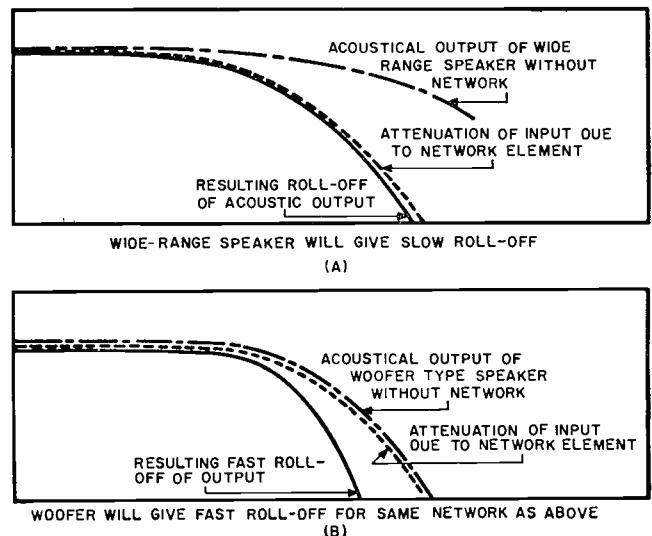 ACOUSTICAL OUTPUT OF WIDE
RANGE SPEAKER WITHOUT
NETWORK
ATTENUATION OF INPUT DUE
TO NETWORK ELEMENT
RESULTING ROLL-OFF
OF ACOUSTIC OUTPUT
WIDE-RANGE SPEAKER WILL GIVE SLOW ROLL-OFF
(A)
ACOUSTICAL OUTPUT OF
WOOFER TYPE SPEAKER
WITHOUT NETWORK
ATTENUATION OF INPUT
DUE TO NETWORK ELEMENT
RESULTING FAST ROLL-
OFF OF OUTPUT
WOOFER WILL GIVE FAST ROLL-OFF FOR SAME NETWORK AS ABOVE
(B)